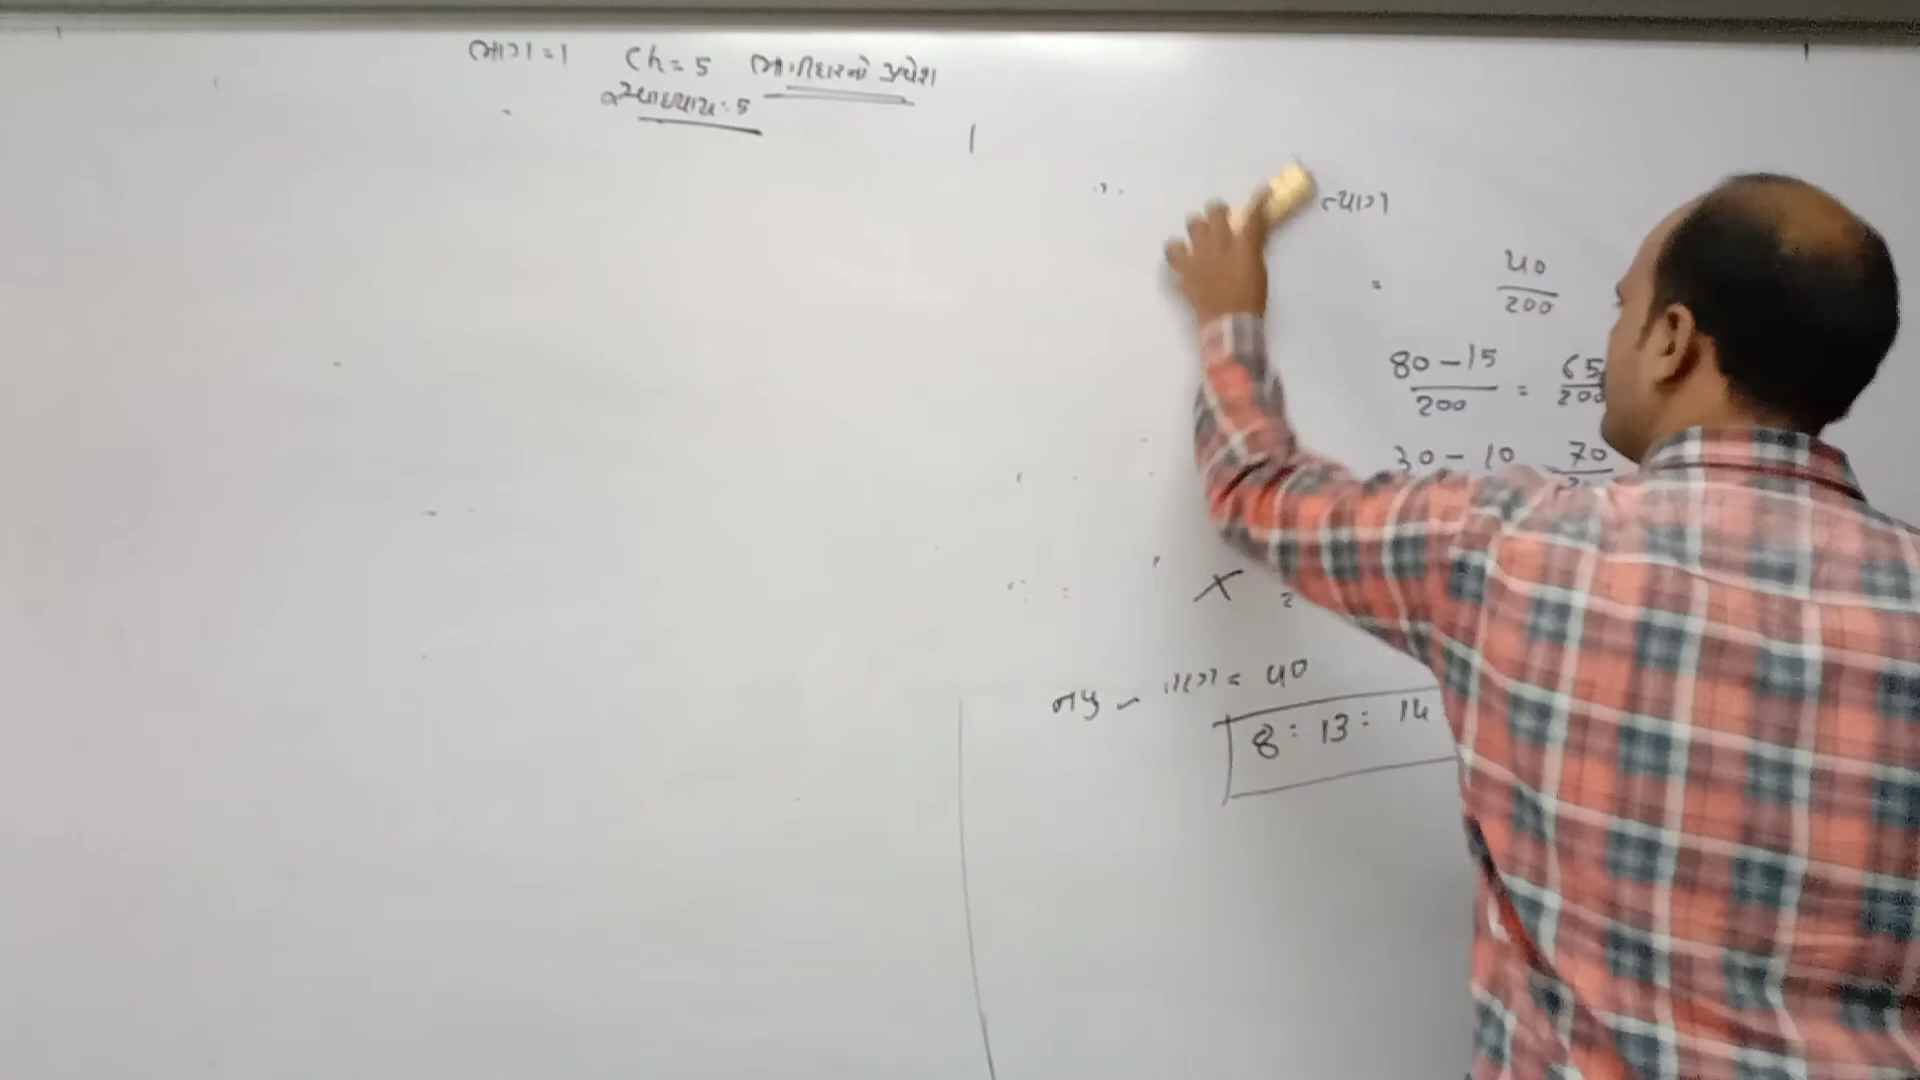 ભાગ = 1 Ch = 5 ભાગીદારનો પ્રવેશ
સ્વાધ્યાય : 5
ત્યાગ
= 40/200
80 - 15/200 = 65/200
30 - 10 70
X =
ભાગ = 40
8 : 13 : 14